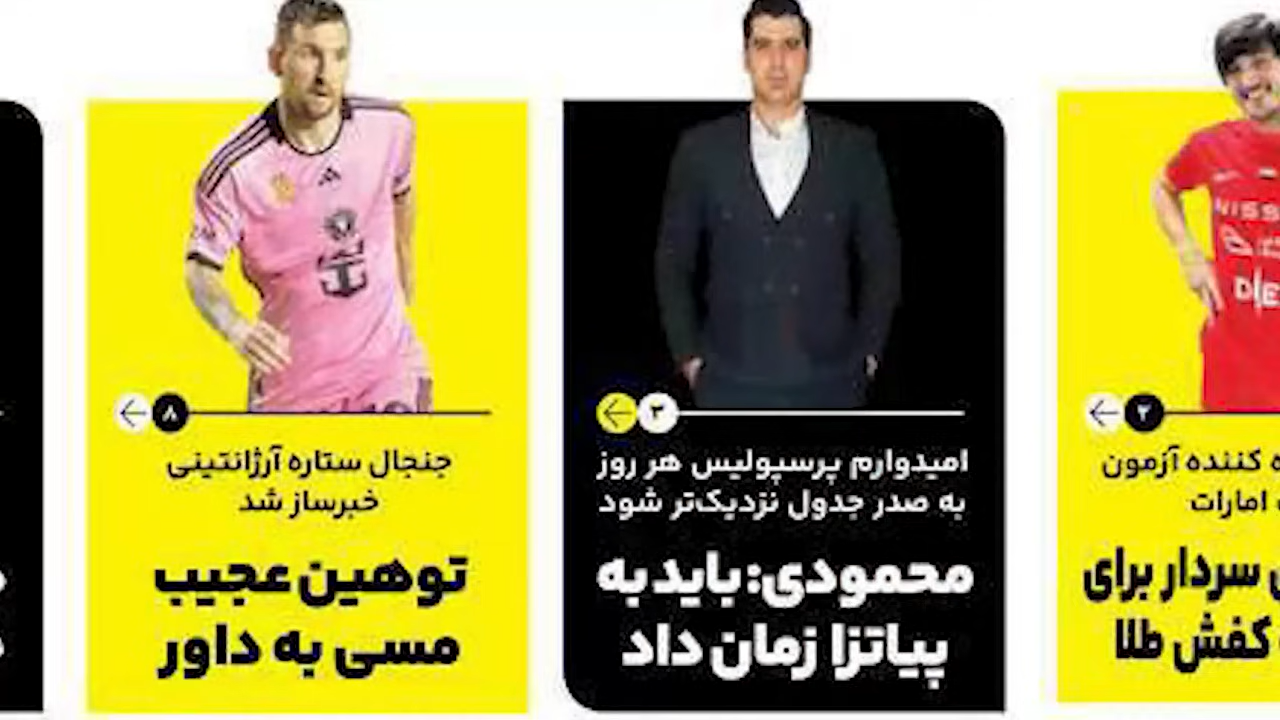 ه کننده آزمون
امارات
سردار برای
کفش طلا
۲
NISS
امیدوارم پرسپولیس هر روز
به صدر جدول نزدیک‌تر شود
محمودی: باید به
پیاتزا زمان داد
۳
جنجال ستاره آرژانتینی
خبرساز شد
توهین عجیب
مسی به داور
۸